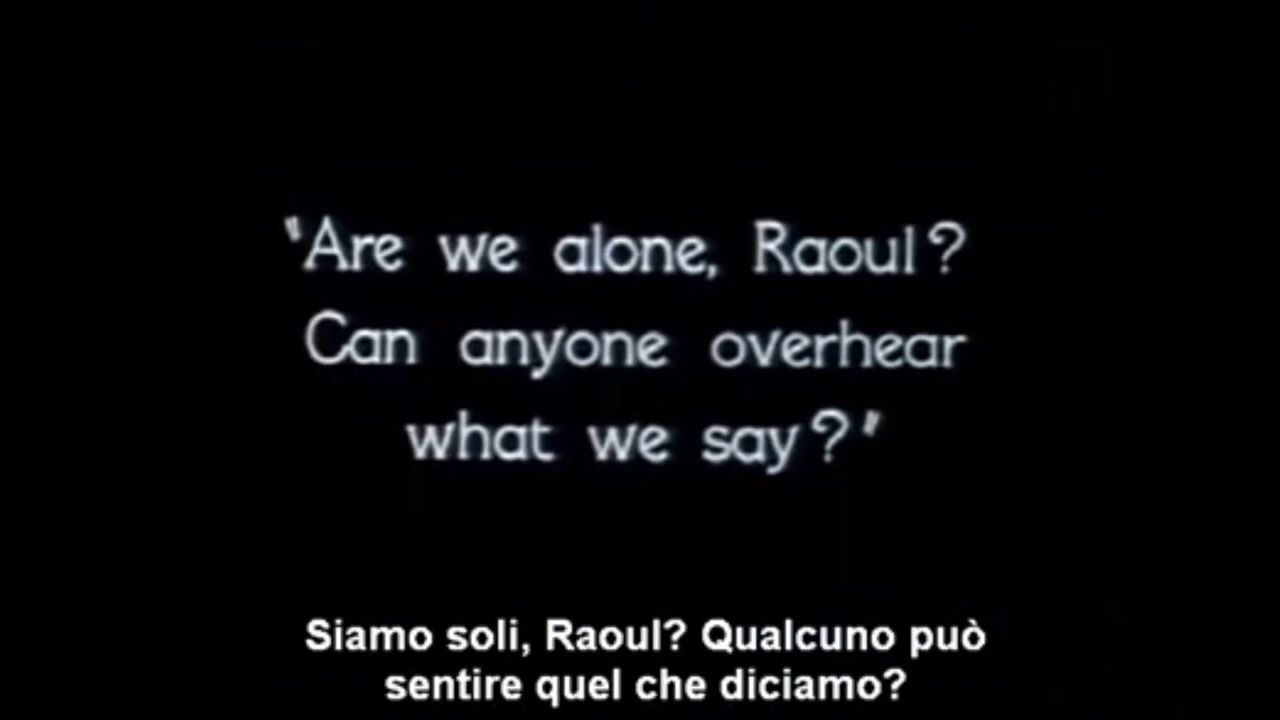 "Are we alone, Raoul?
Can anyone overhear
what we say?"
Siamo soli, Raoul? Qualcuno può
sentire quel che diciamo?